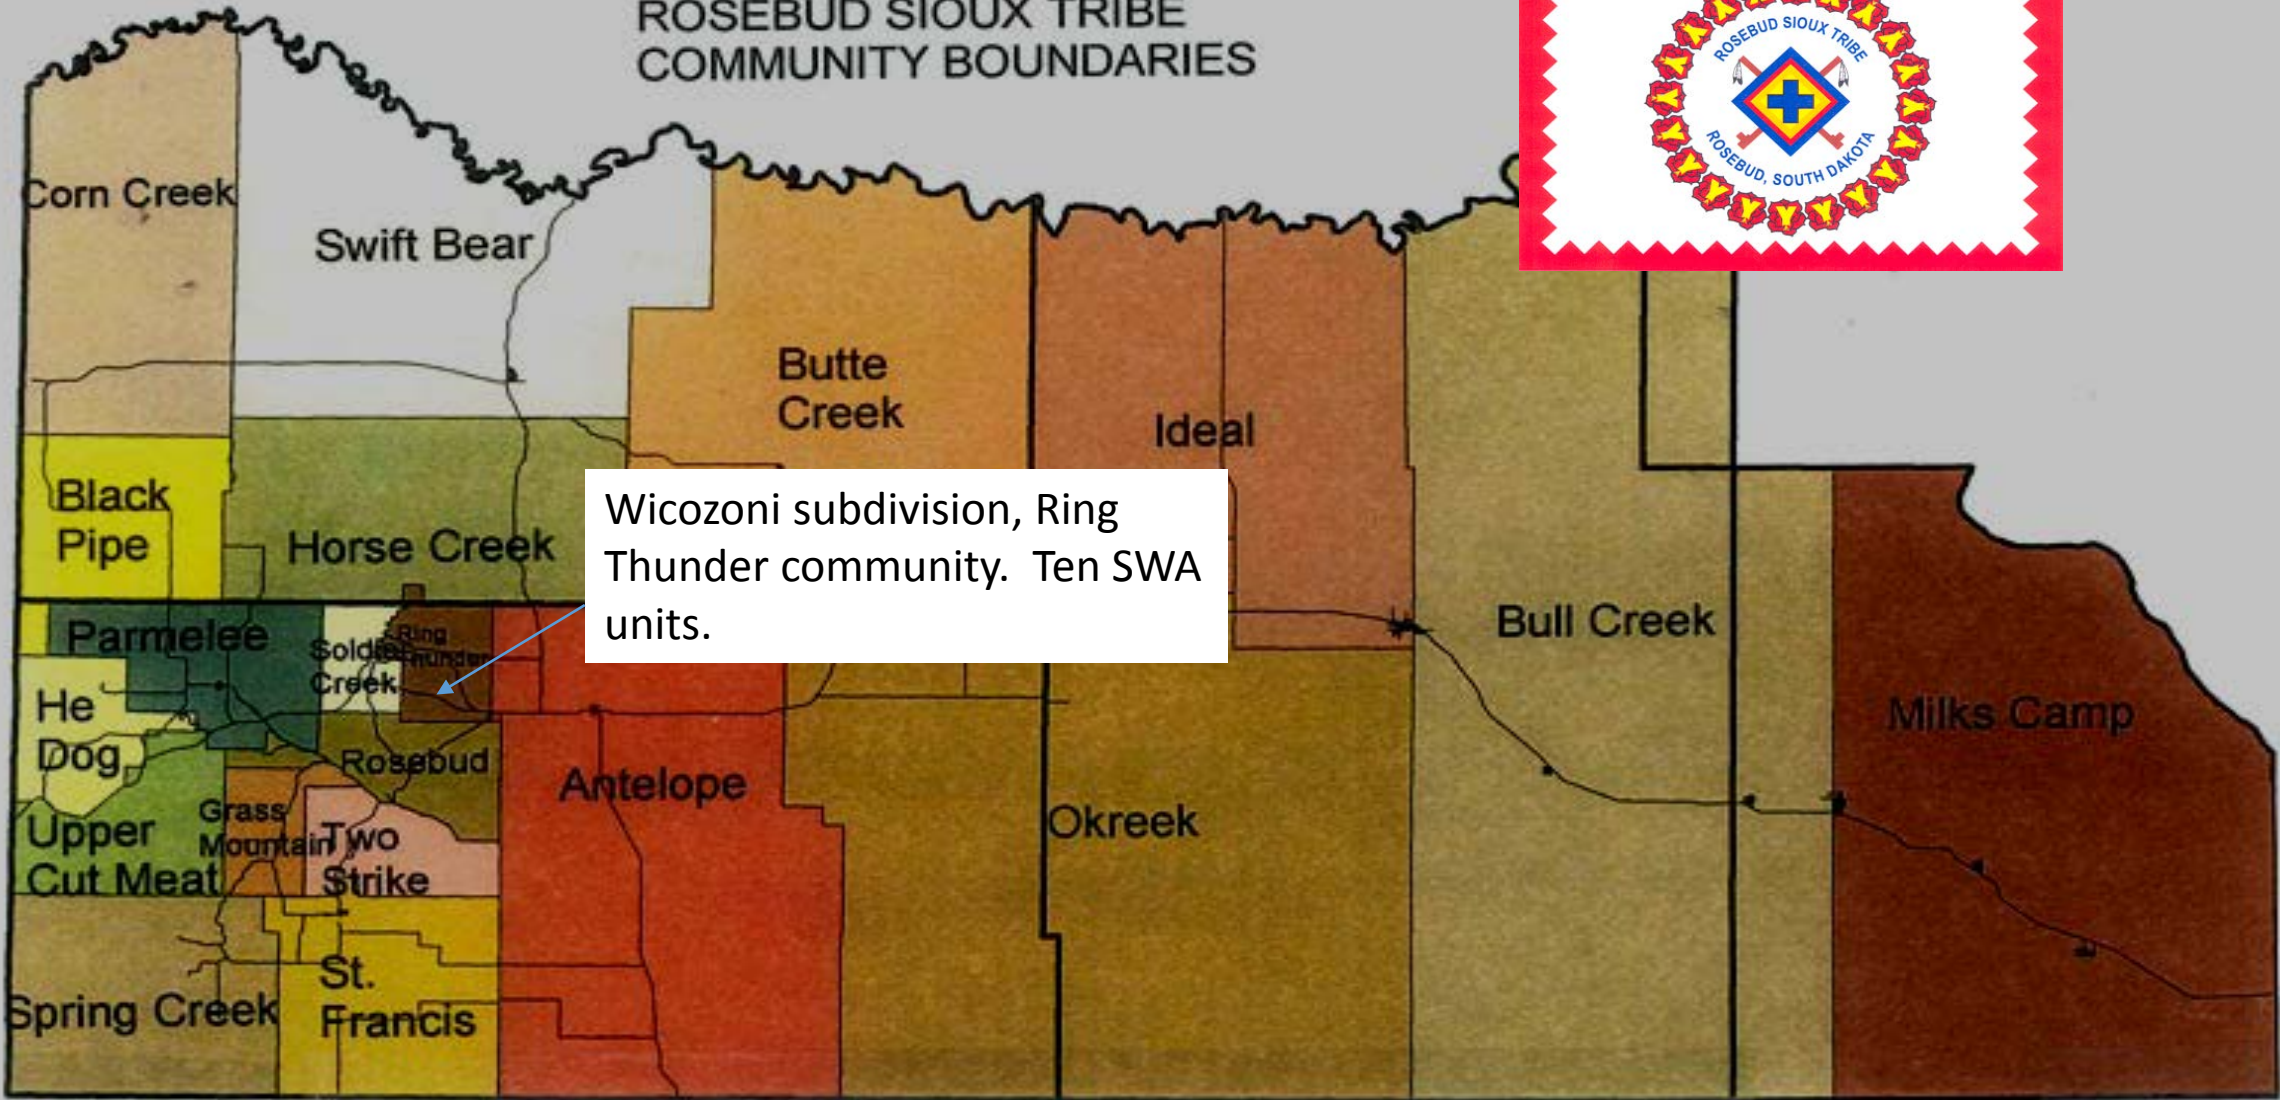 ROSEBUD SIOUX TRIBE
COMMUNITY BOUNDARIES
ROSEBUD SIOUX TRIBE
ROSEBUD, SOUTH DAKOTA
Corn Creek
Swift Bear
Butte
Creek
Ideal
Black
Pipe
Horse Creek
Wicozoni subdivision, Ring
Thunder community. Ten SWA
units.
Bull Creek
Parmelee
Soldier
Creek
Ring
Thunder
He
Dog
Rosebud
Antelope
Milks Camp
Okreek
Grass
Mountain
Upper
Cut Meat
Two
Strike
St.
Francis
Spring Creek